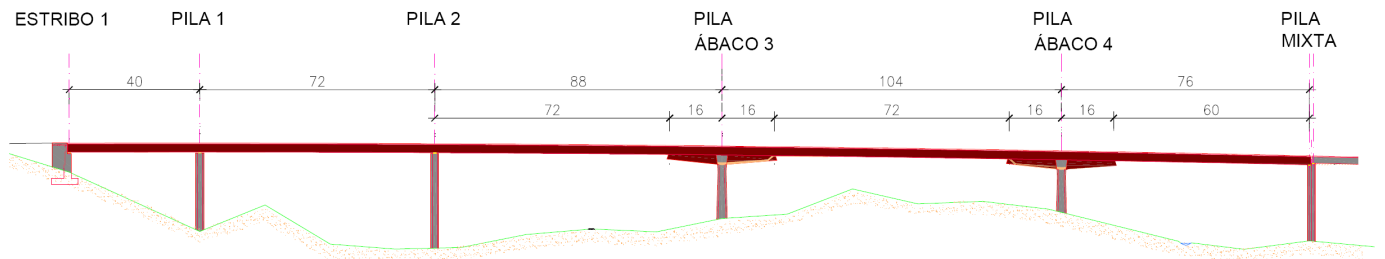 ESTRIBO 1
PILA 1
PILA 2
PILA
ÁBACO 3
PILA
ÁBACO 4
PILA
MIXTA
40
72
88
104
76
72
16
16
72
16
16
60